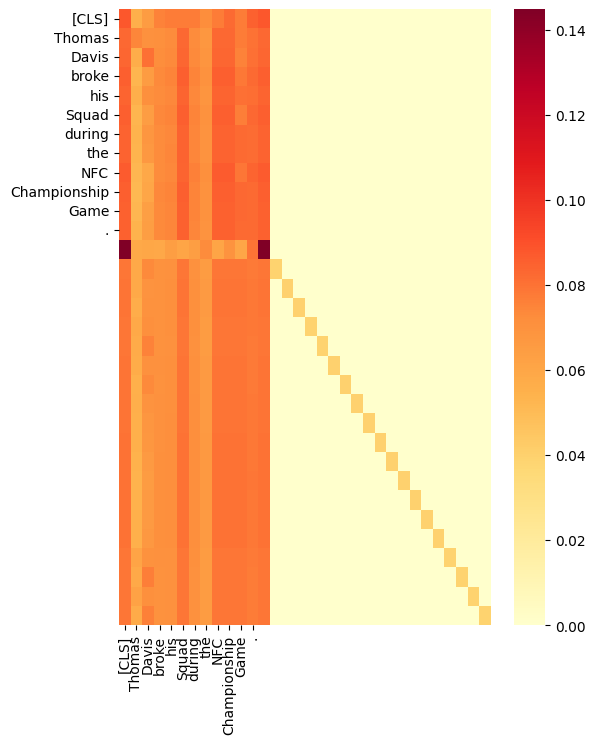 [CLS]
Thomas
Davis
broke
his
Squad
during
the
NFC
Championship
Game
.
0.14
0.12
0.10
0.08
0.06
0.04
0.02
0.00
[CLS]
Thomas
Davis
broke
his
Squad
during
the
NFC
Championship
Game
.